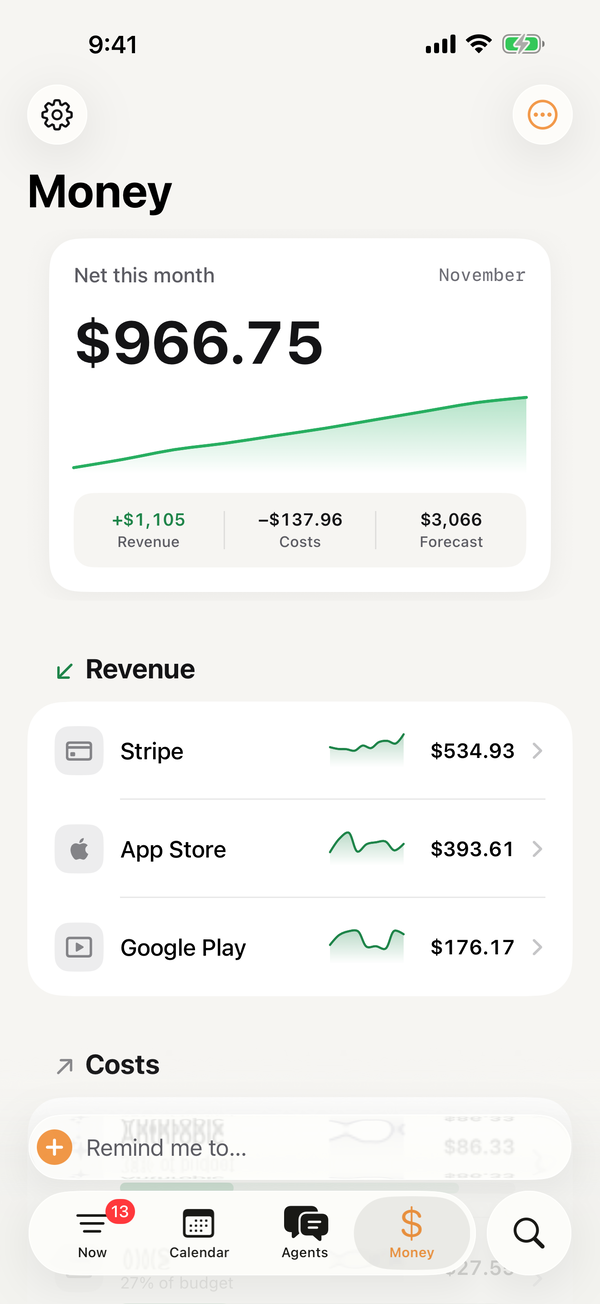 9:41
Money
Net this month November
$966.75
+$1,105 –$137.96 $3,066
Revenue Costs Forecast
Revenue
Stripe $534.93
App Store $393.61
Google Play $176.17
Costs
Anthropic $86.33
Remind me to...
13
Now Calendar Agents Money
27% of budget